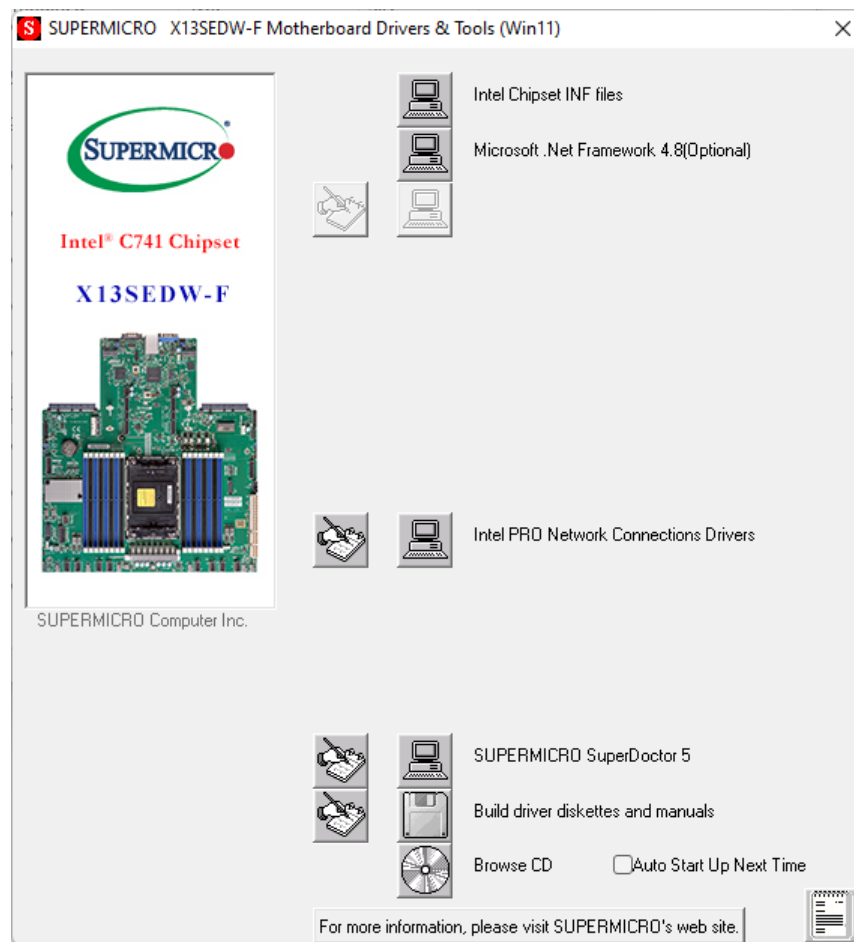 S SUPERMICRO X13SEDW-F Motherboard Drivers & Tools (Win11)
SUPERMICRO
Intel® C741 Chipset
X13SEDW-F
SUPERMICRO Computer Inc.
Intel Chipset INF files
Microsoft .Net Framework 4.8(Optional)
Intel PRO Network Connections Drivers
SUPERMICRO SuperDoctor 5
Build driver diskettes and manuals
Browse CD
Auto Start Up Next Time
For more information, please visit SUPERMICRO's web site.